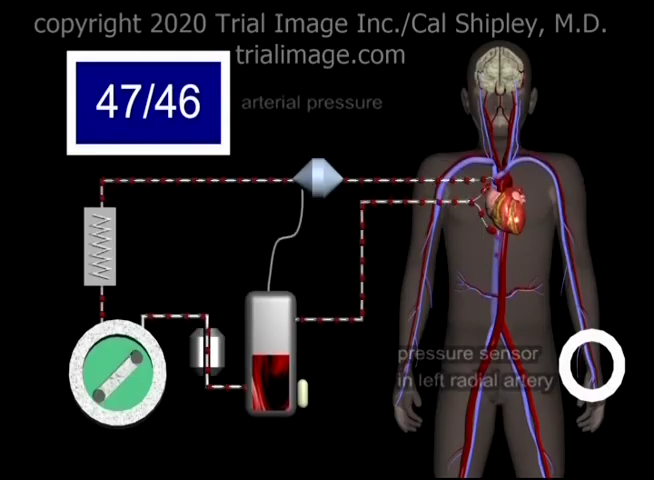 copyright 2020 Trial Image Inc./Cal Shipley, M.D.
trialimage.com
47/46
arterial pressure
pressure sensor
in left radial artery